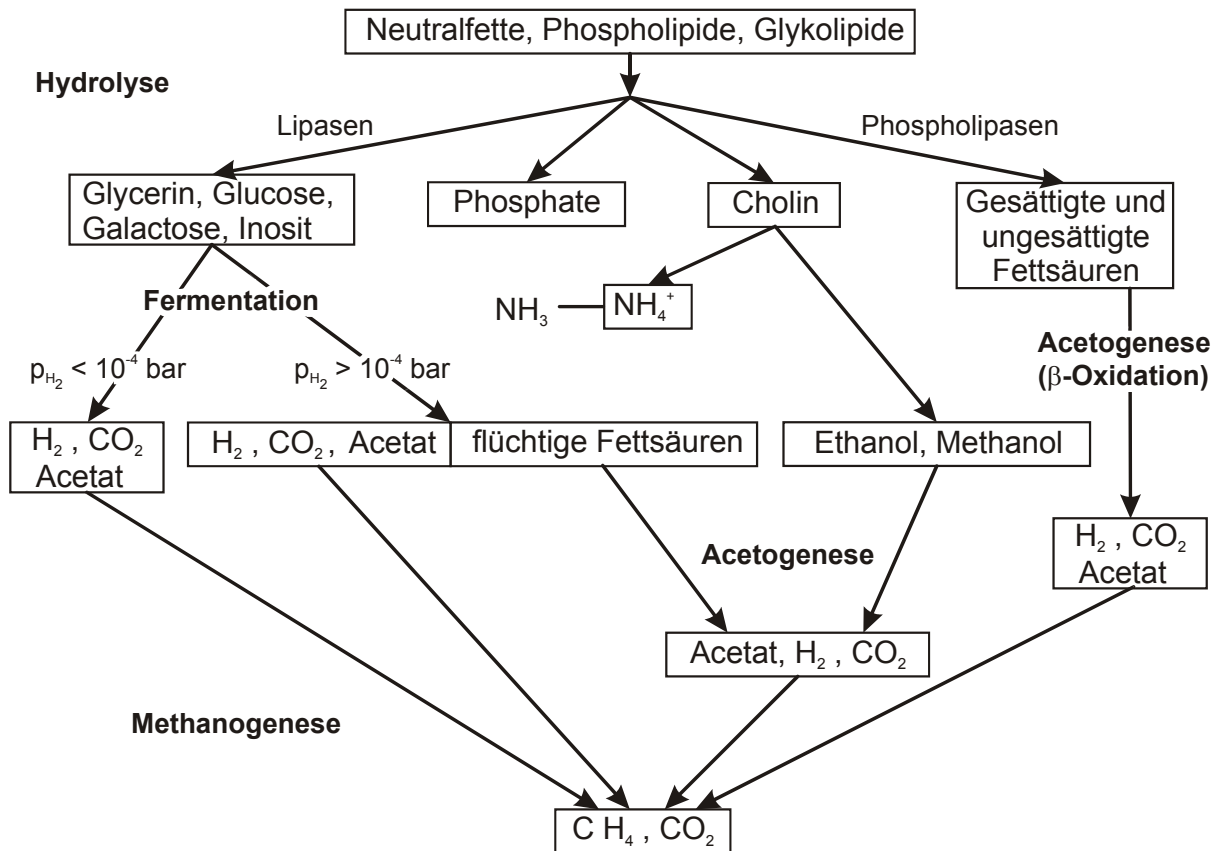 Neutralfette, Phospholipide, Glykolipide
Hydrolyse
Lipasen
Phospholipasen
Glycerin, Glucose,
Galactose, Inosit
Phosphate
Cholin
Gesättigte und
ungesättigte
Fettsäuren
Fermentation
NH₃
NH₄⁺
Acetogenese
(β-Oxidation)
p_H₂ < 10⁻⁴ bar
p_H₂ > 10⁻⁴ bar
H₂ , CO₂
Acetat
H₂ , CO₂ , Acetat
flüchtige Fettsäuren
Ethanol, Methanol
H₂ , CO₂
Acetat
Acetogenese
Acetat, H₂ , CO₂
Methanogenese
C H₄ , CO₂